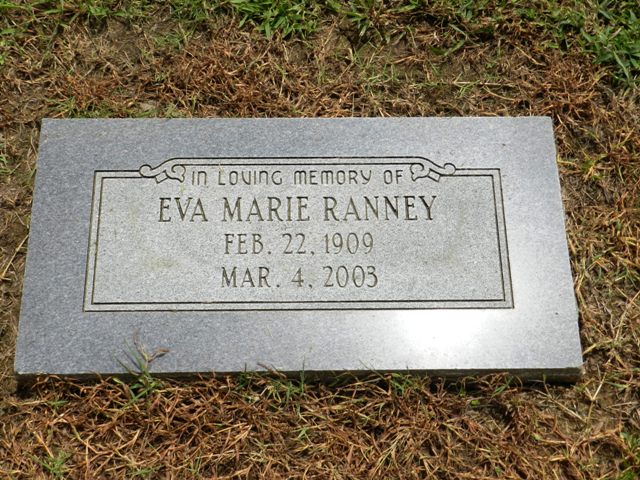 IN LOVING MEMORY OF
EVA MARIE RANNEY
FEB. 22, 1909
MAR. 4, 2003